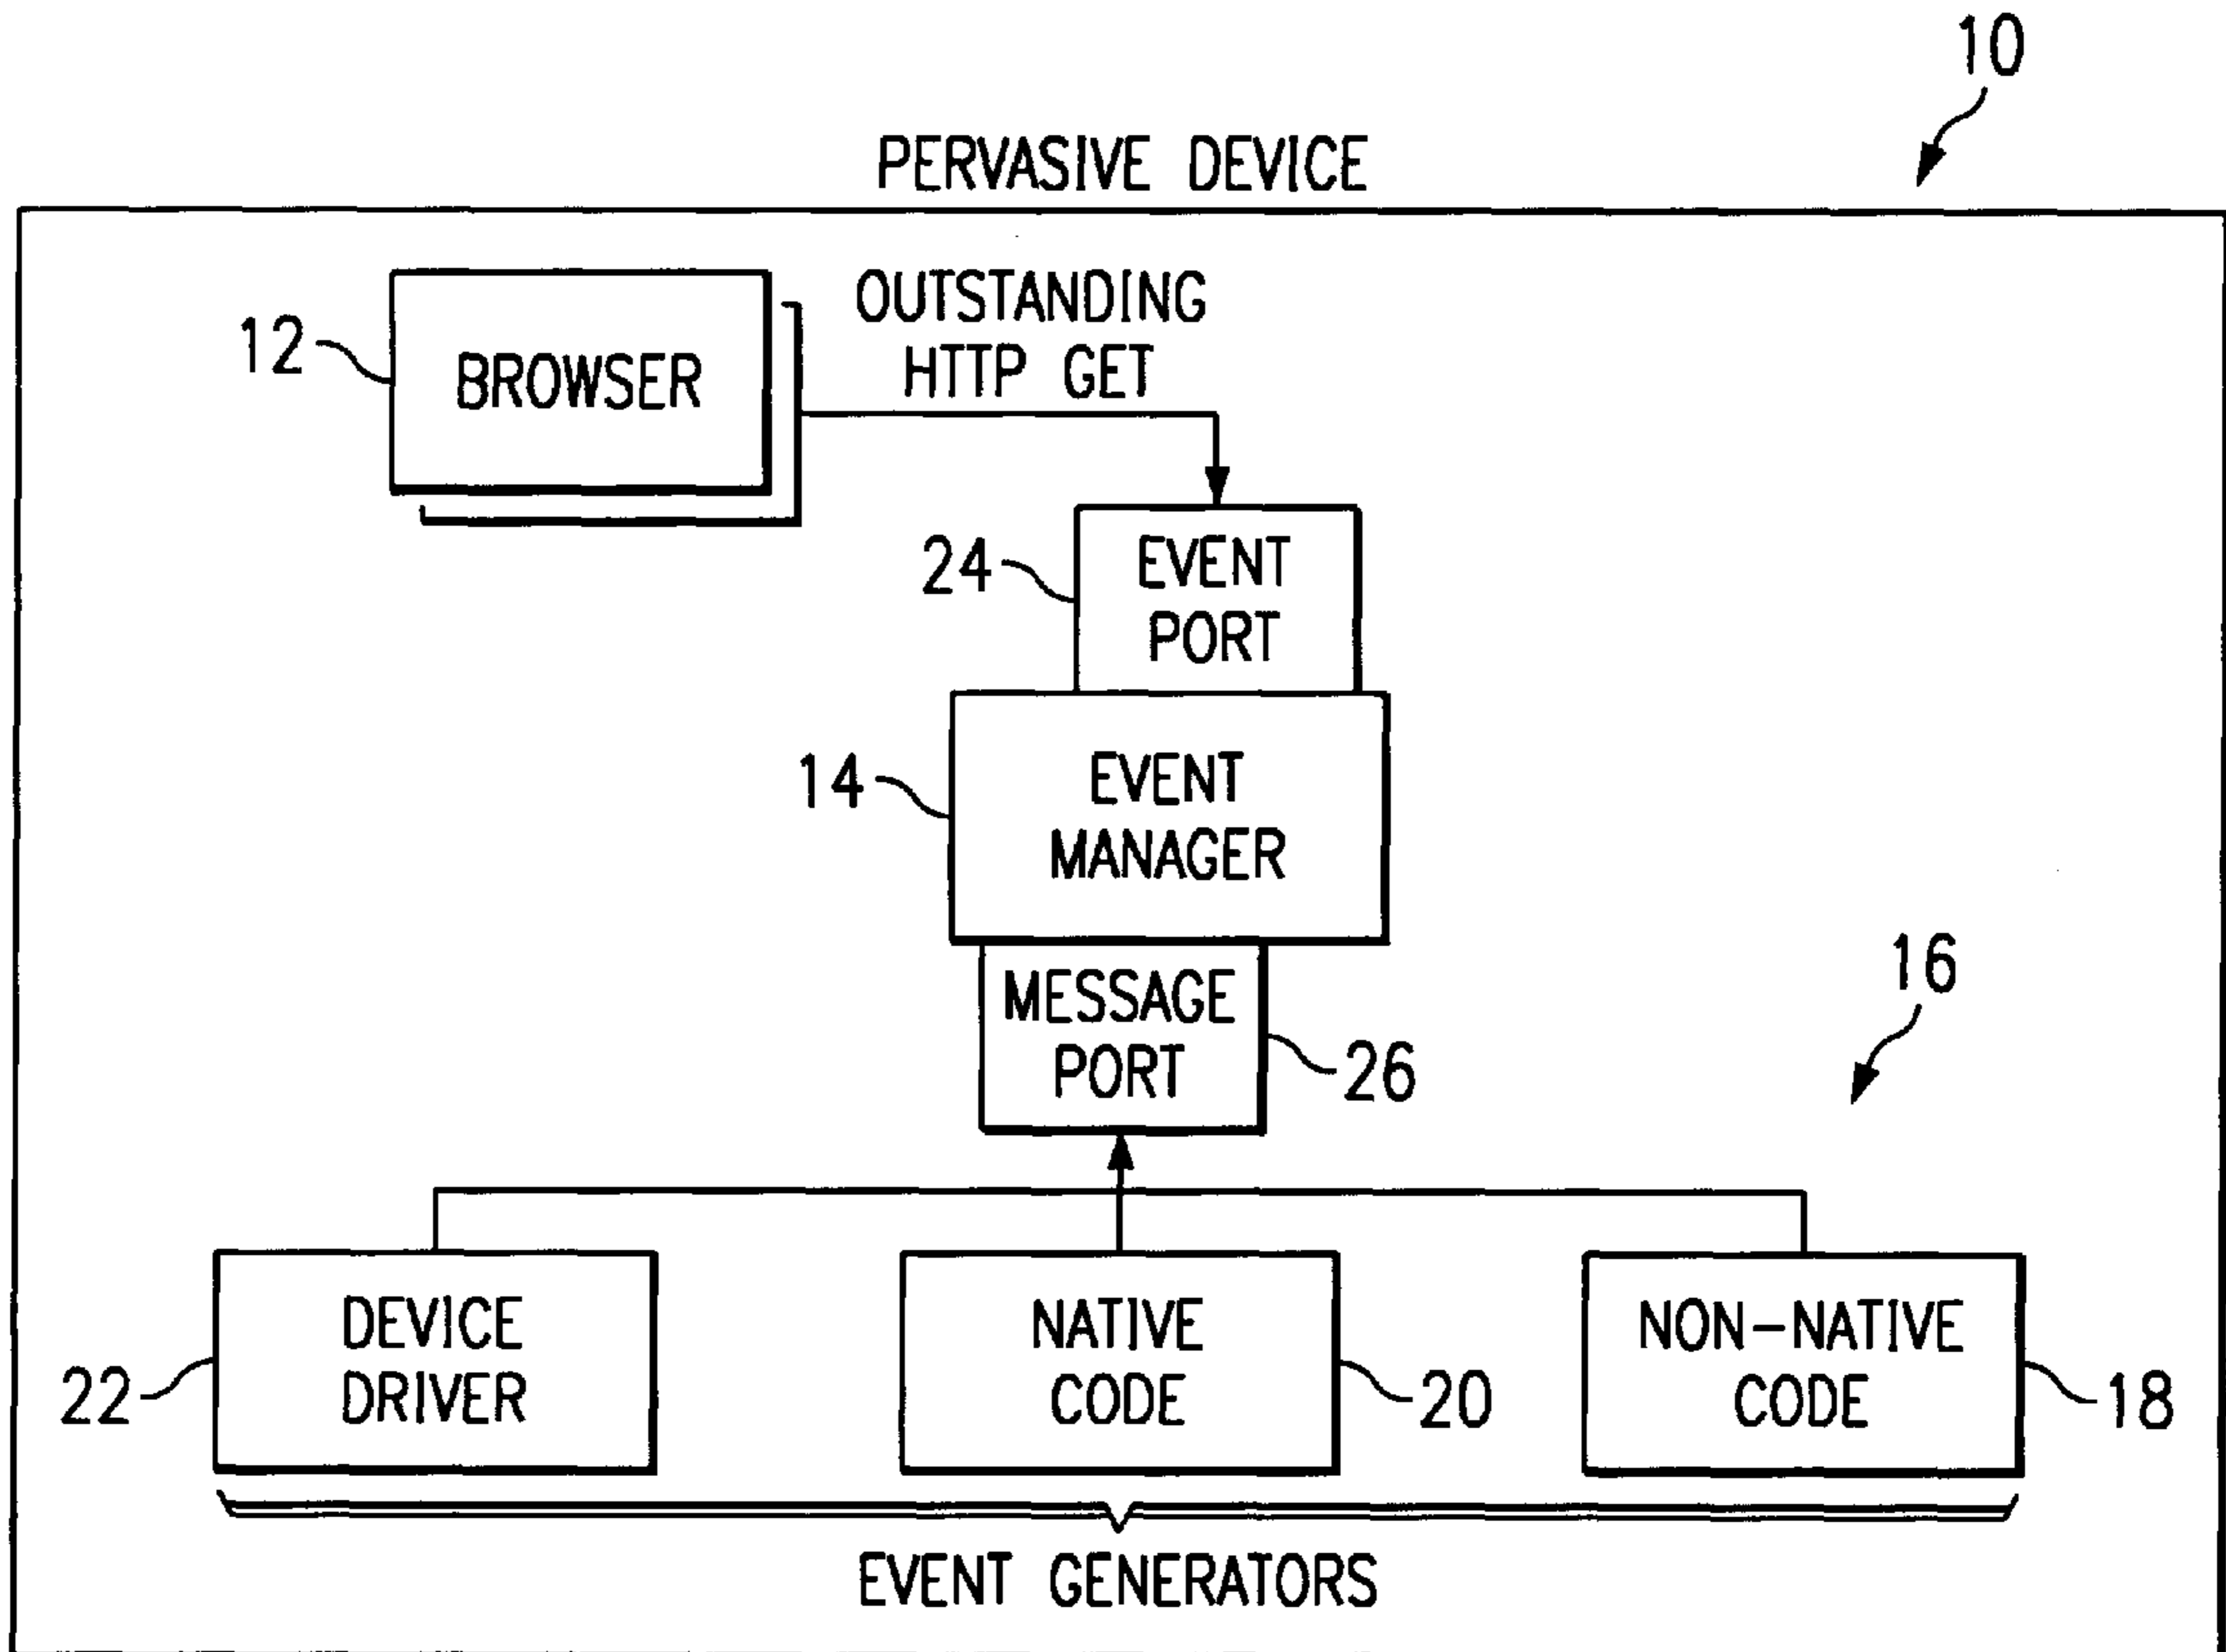 10
PERVASIVE DEVICE
12
BROWSER
OUTSTANDING
HTTP GET
24
EVENT
PORT
14
EVENT
MANAGER
MESSAGE
PORT
26
16
22
DEVICE
DRIVER
NATIVE
CODE
20
NON-NATIVE
CODE
18
EVENT GENERATORS